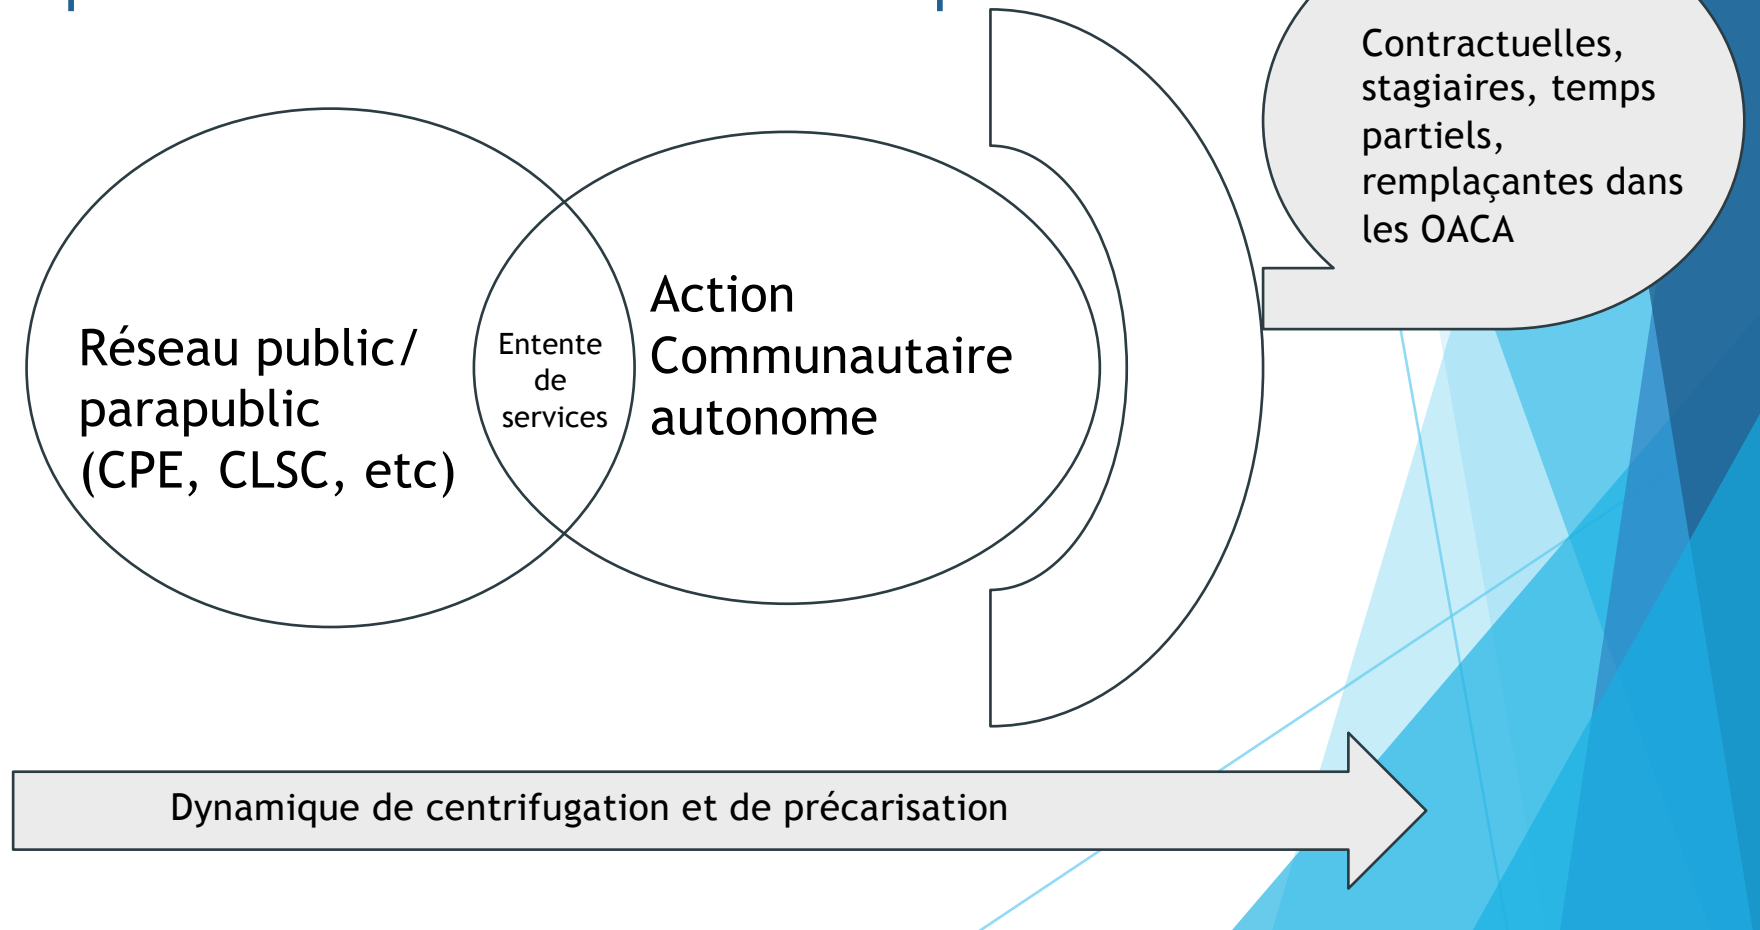 Contractuelles,
stagiaires, temps
partiels,
remplaçantes dans
les OACA
Réseau public/
parapublic
(CPE, CLSC, etc)
Entente
de
services
Action
Communautaire
autonome
Dynamique de centrifugation et de précarisation